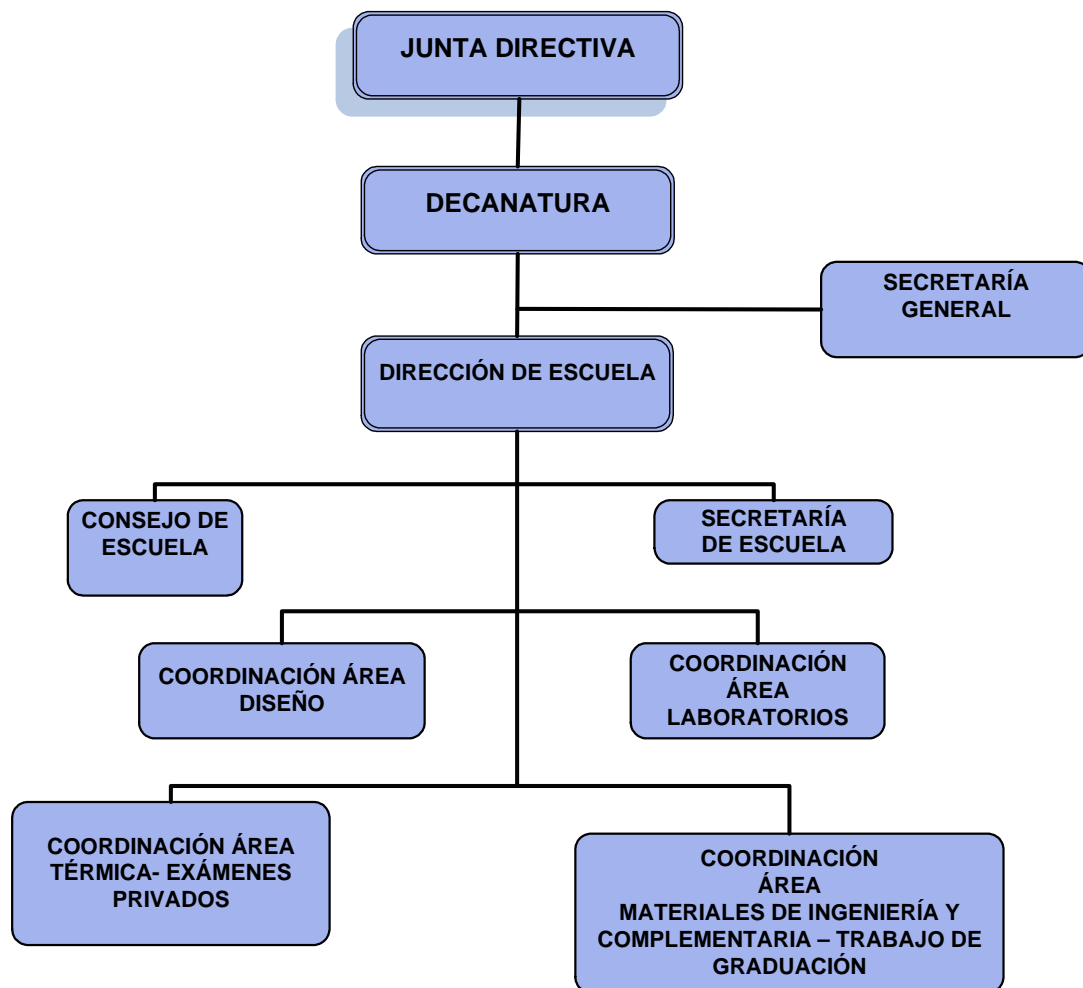 JUNTA DIRECTIVA
DECANATURA
SECRETARÍA
GENERAL
DIRECCIÓN DE ESCUELA
CONSEJO DE
ESCUELA
SECRETARÍA
DE ESCUELA
COORDINACIÓN ÁREA
DISEÑO
COORDINACIÓN
ÁREA
LABORATORIOS
COORDINACIÓN ÁREA
TÉRMICA- EXÁMENES
PRIVADOS
COORDINACIÓN
ÁREA
MATERIALES DE INGENIERÍA Y
COMPLEMENTARIA – TRABAJO DE
GRADUACIÓN